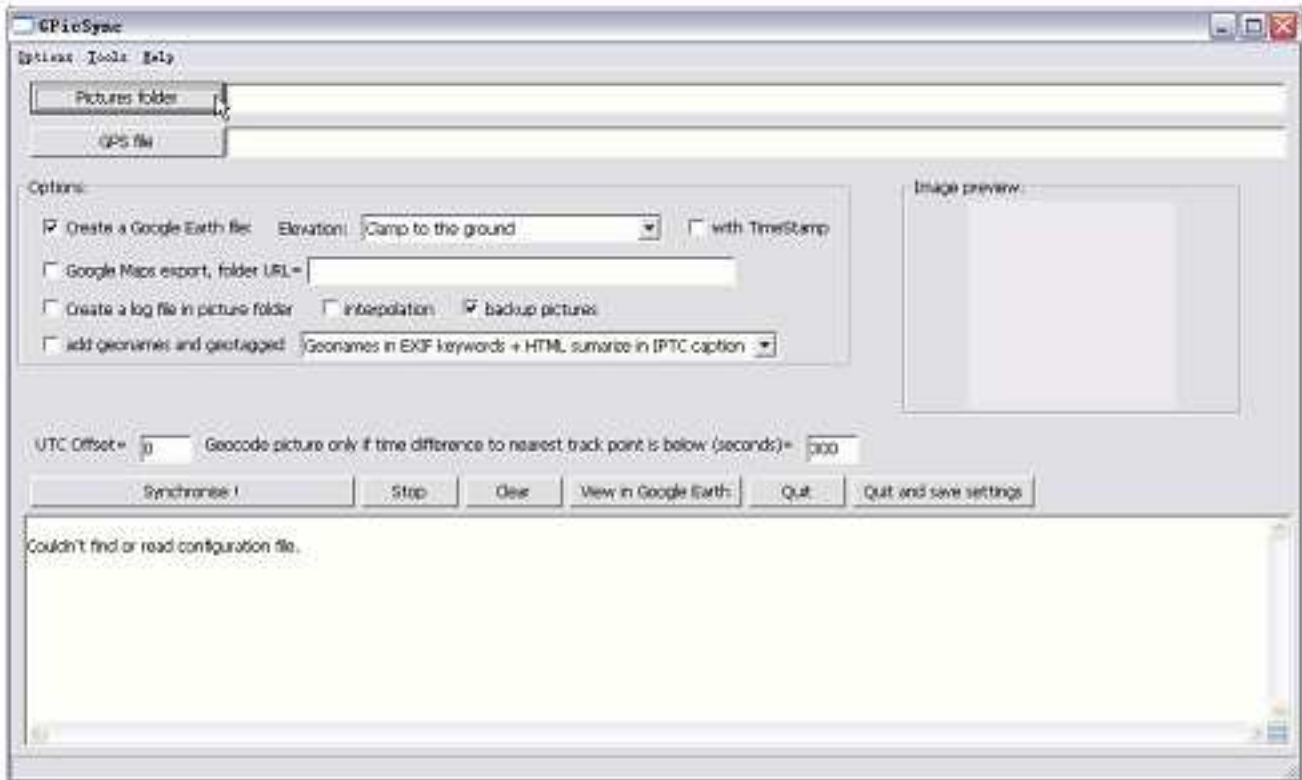 GPicSync
Options Tools Help
Pictures folder
GPS file
Options:
Image preview:
Create a Google Earth file Elevation: Clamp to the ground with TimeStamp
Google Maps export, folder URL=
Create a log file in picture folder interpolation backup pictures
add geonames and geotagged Geonames in EXIF keywords + HTML sumarize in IPTC caption
UTC Offset= 0 Geocode picture only if time difference to nearest track point is below (seconds)= 300
Synchronise ! Stop Clear View in Google Earth Quit Quit and save settings
Couldn't find or read configuration file.